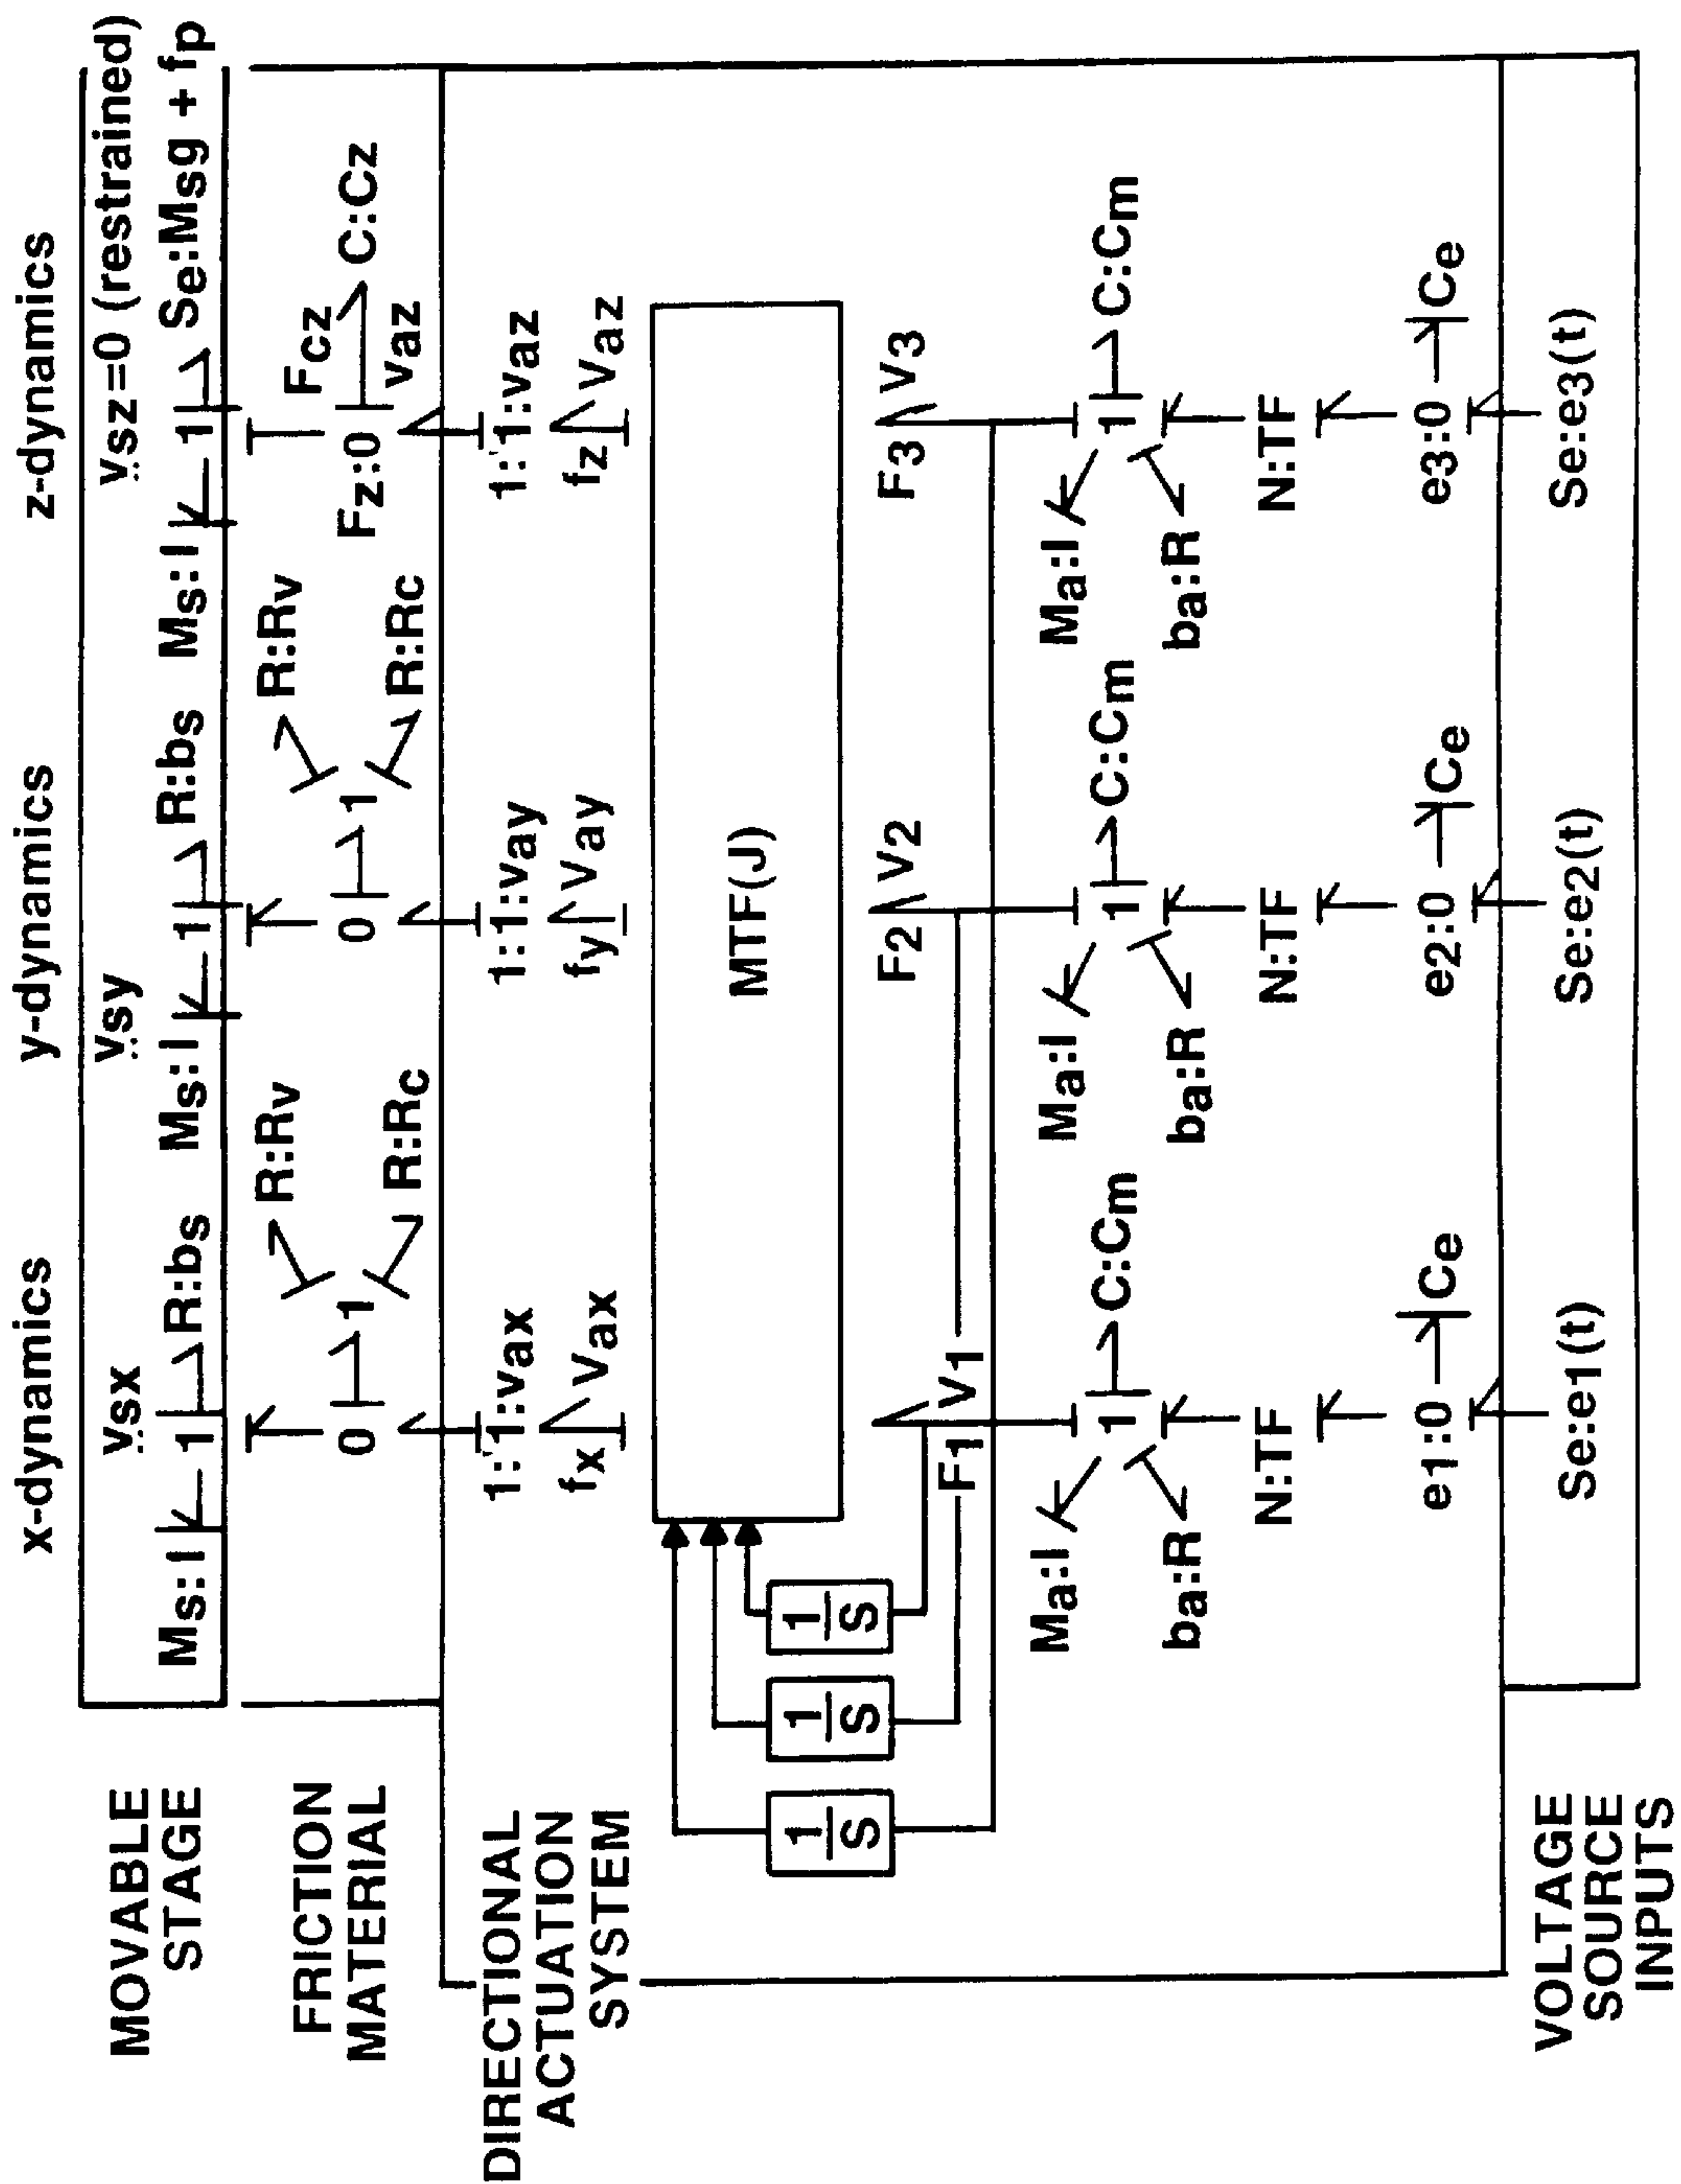 x-dynamics y-dynamics z-dynamics
MOVABLE
STAGE
Vsx Vsy Vsz=0 (restrained)
Ms:I 1 R:bs Ms:I 1 R:bs Ms:I 1 Se:Msg + fp
FRICTION
MATERIAL
R:Rv R:Rv Fcz
0 1 0 1 Fz:0 C:Cz
R:Rc R:Rc vaz
DIRECTIONAL
ACTUATION
SYSTEM
1:1:vax 1:1:vay 1:1:vaz
fx Vax fy Vay fz Vaz
MTF(J)
1/S 1/S 1/S
F1 V1 F2 V2 F3 V3
Ma:I 1 C:Cm Ma:I 1 C:Cm Ma:I 1 C:Cm
ba:R ba:R ba:R
N:TF N:TF N:TF
e1:0 Ce e2:0 Ce e3:0 Ce
VOLTAGE
SOURCE
INPUTS
Se:e1(t) Se:e2(t) Se:e3(t)